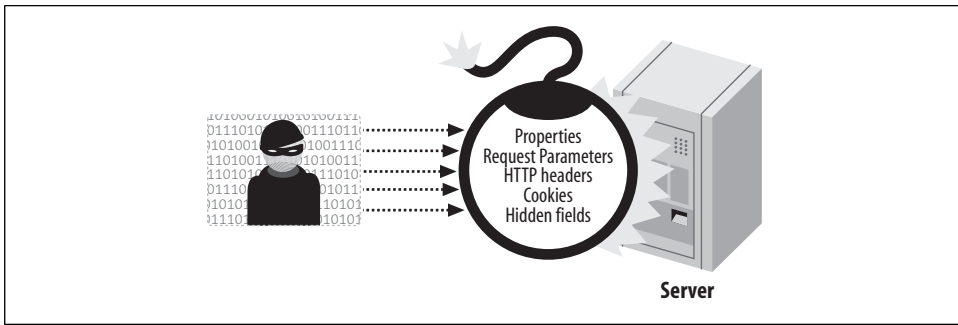 Properties
Request Parameters
HTTP headers
Cookies
Hidden fields
Server